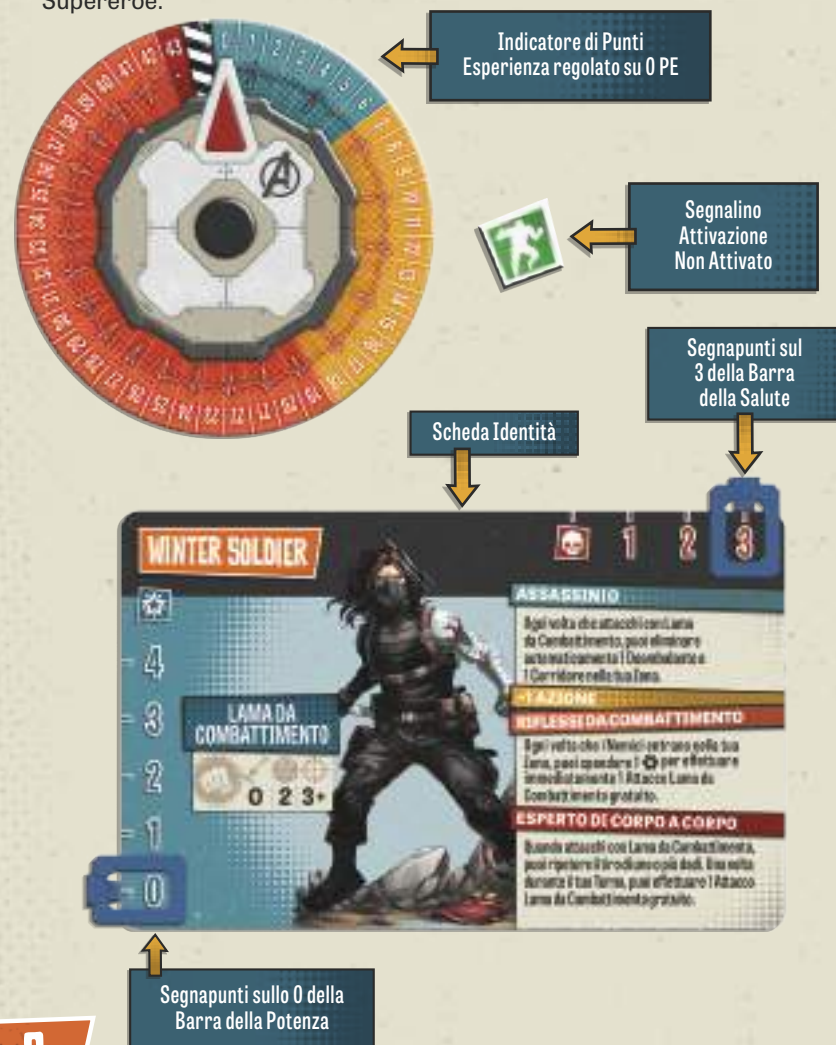 Supereroe.
Indicatore di Punti
Esperienza regolato su 0 PE
Segnalino
Attivazione
Non Attivato
Segnapunti sul
3 della Barra
della Salute
Scheda Identità
WINTER SOLDIER
1 2 3
ASSASSINIO
Ogni volta che attacchi con Lama
da Combattimento, puoi eliminare
automaticamente 1
1 Corridore nella tua Zona.
+1 AZIONE
RIFLESSI DA COMBATTIMENTO
Ogni volta che i Nemici entrano nella tua
Zona, puoi spendere 1 per effettuare
immediatamente 1 Attacco Lama da
Combattimento gratuito.
ESPERTO DI CORPO A CORPO
Quando attacchi con Lama da Combattimento,
puoi ripetere il tiro di uno o più dadi. Una volta
durante il tuo Turno, puoi effettuare 1 Attacco
Lama da Combattimento gratuito.
4
3
2
1
0
LAMA DA
COMBATTIMENTO
0 2 3+
Segnapunti sullo 0 della
Barra della Potenza